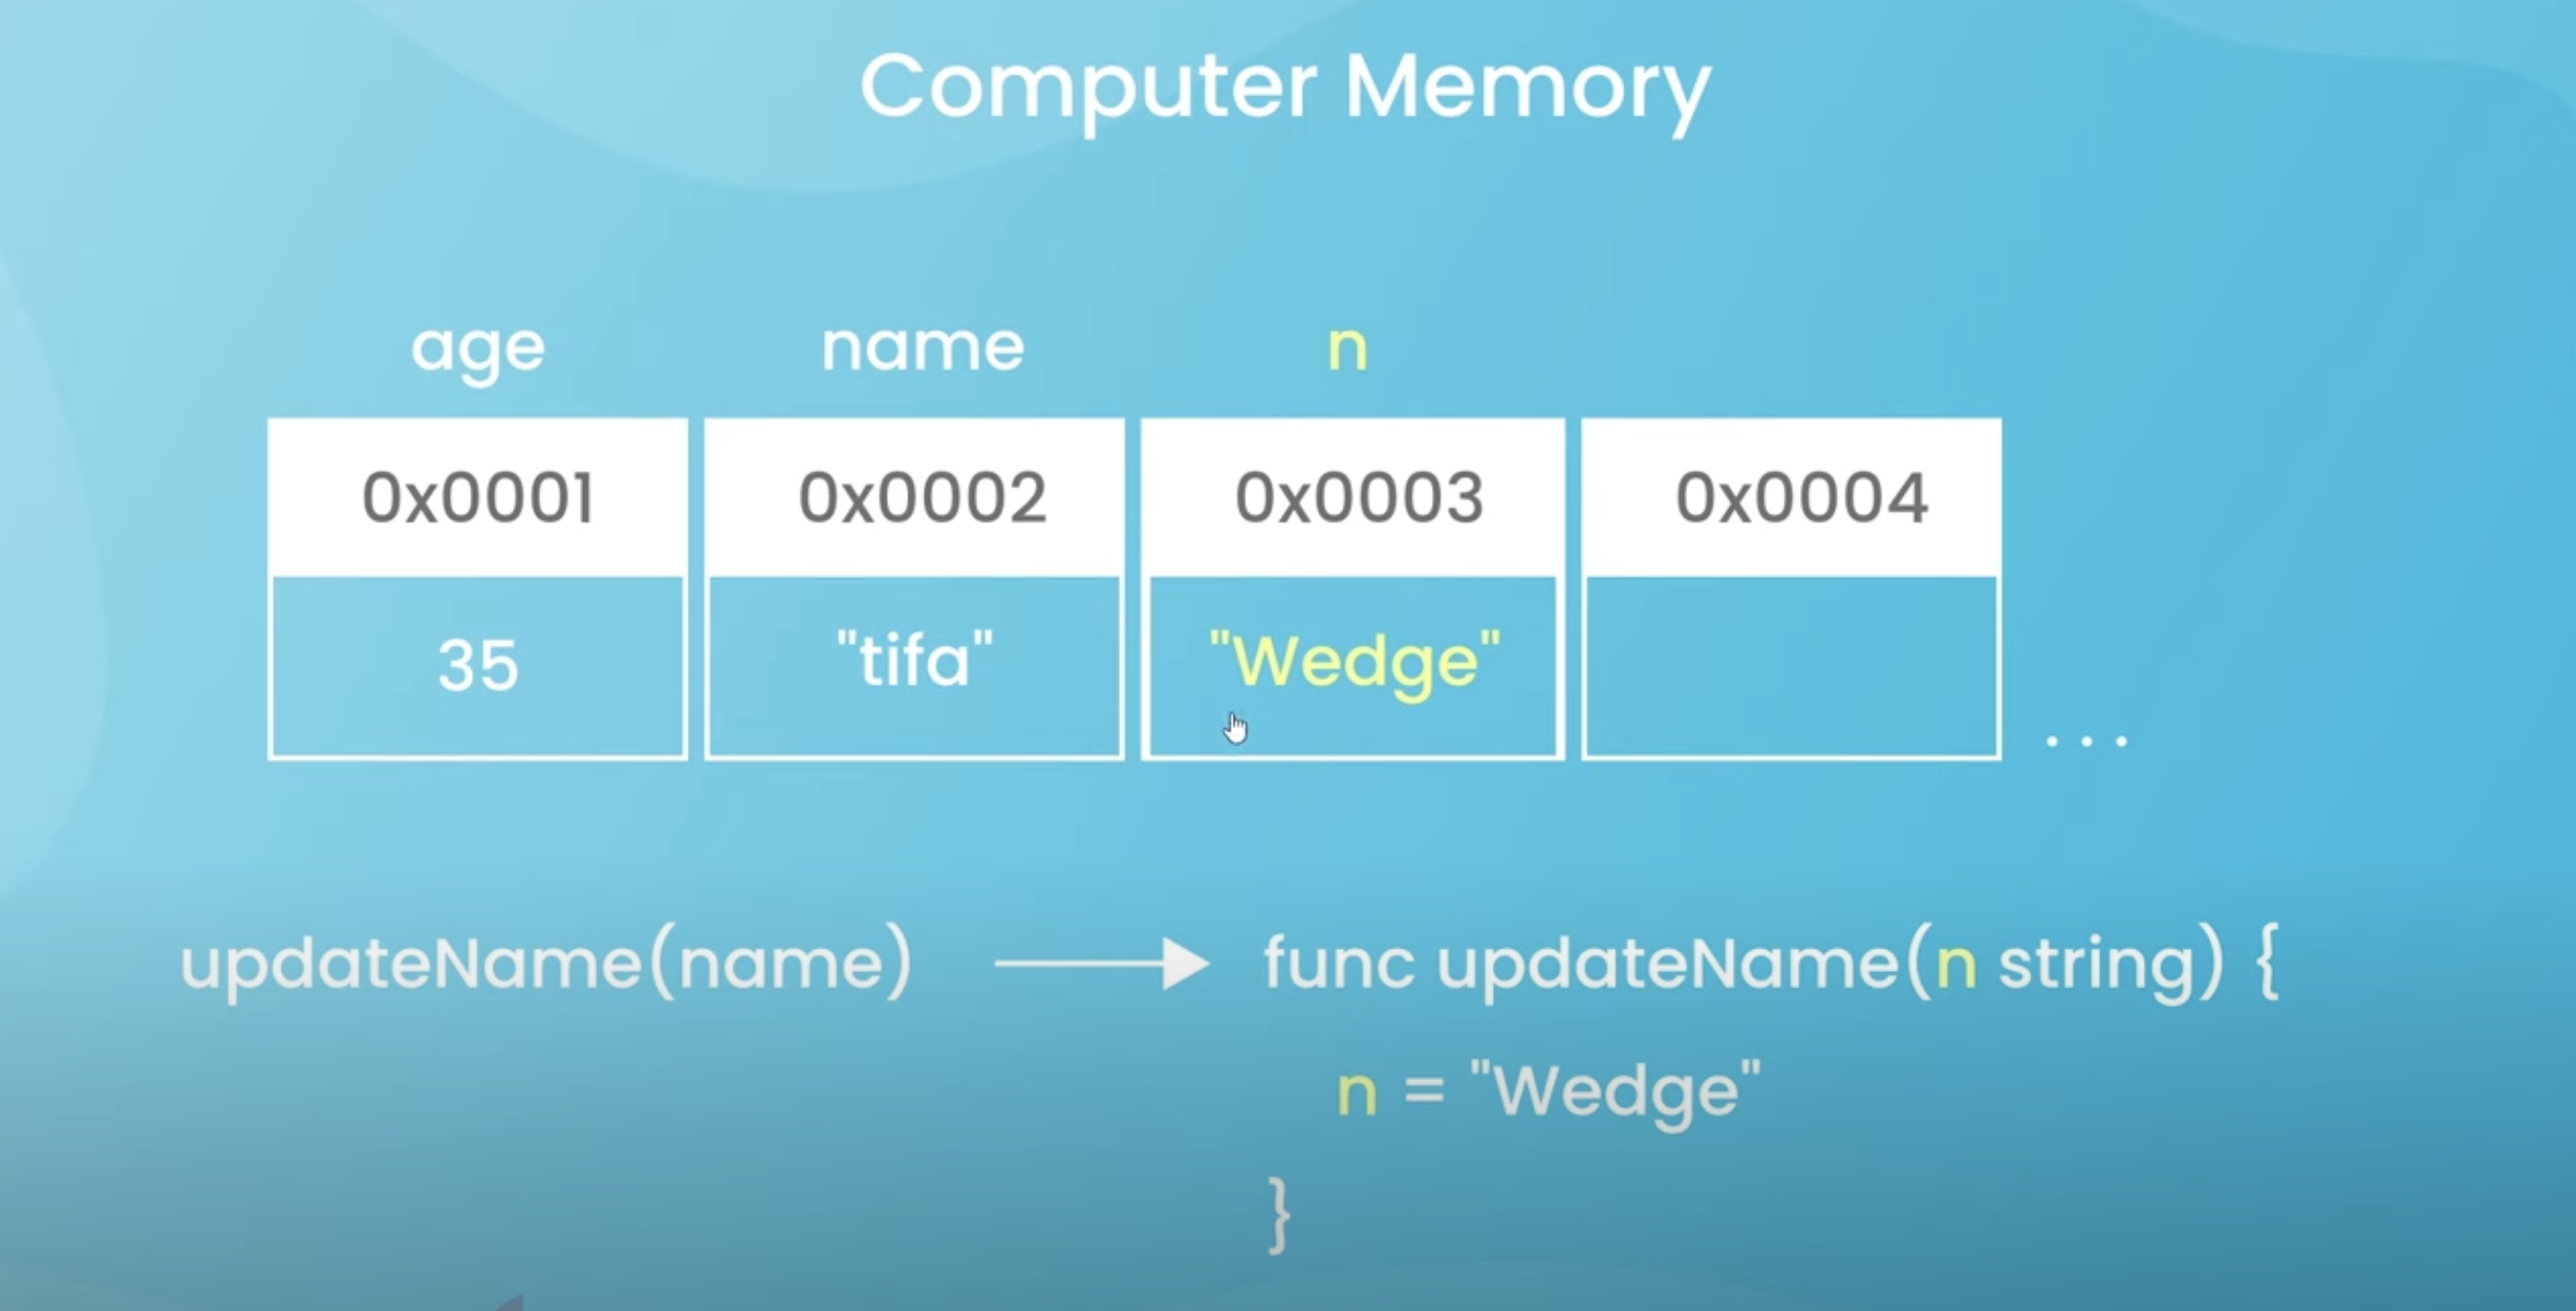 Computer Memory
age name n
0x0001 0x0002 0x0003 0x0004
35 "tifa" "Wedge" ...
updateName(name) func updateName(n string) {
n = "Wedge"
}